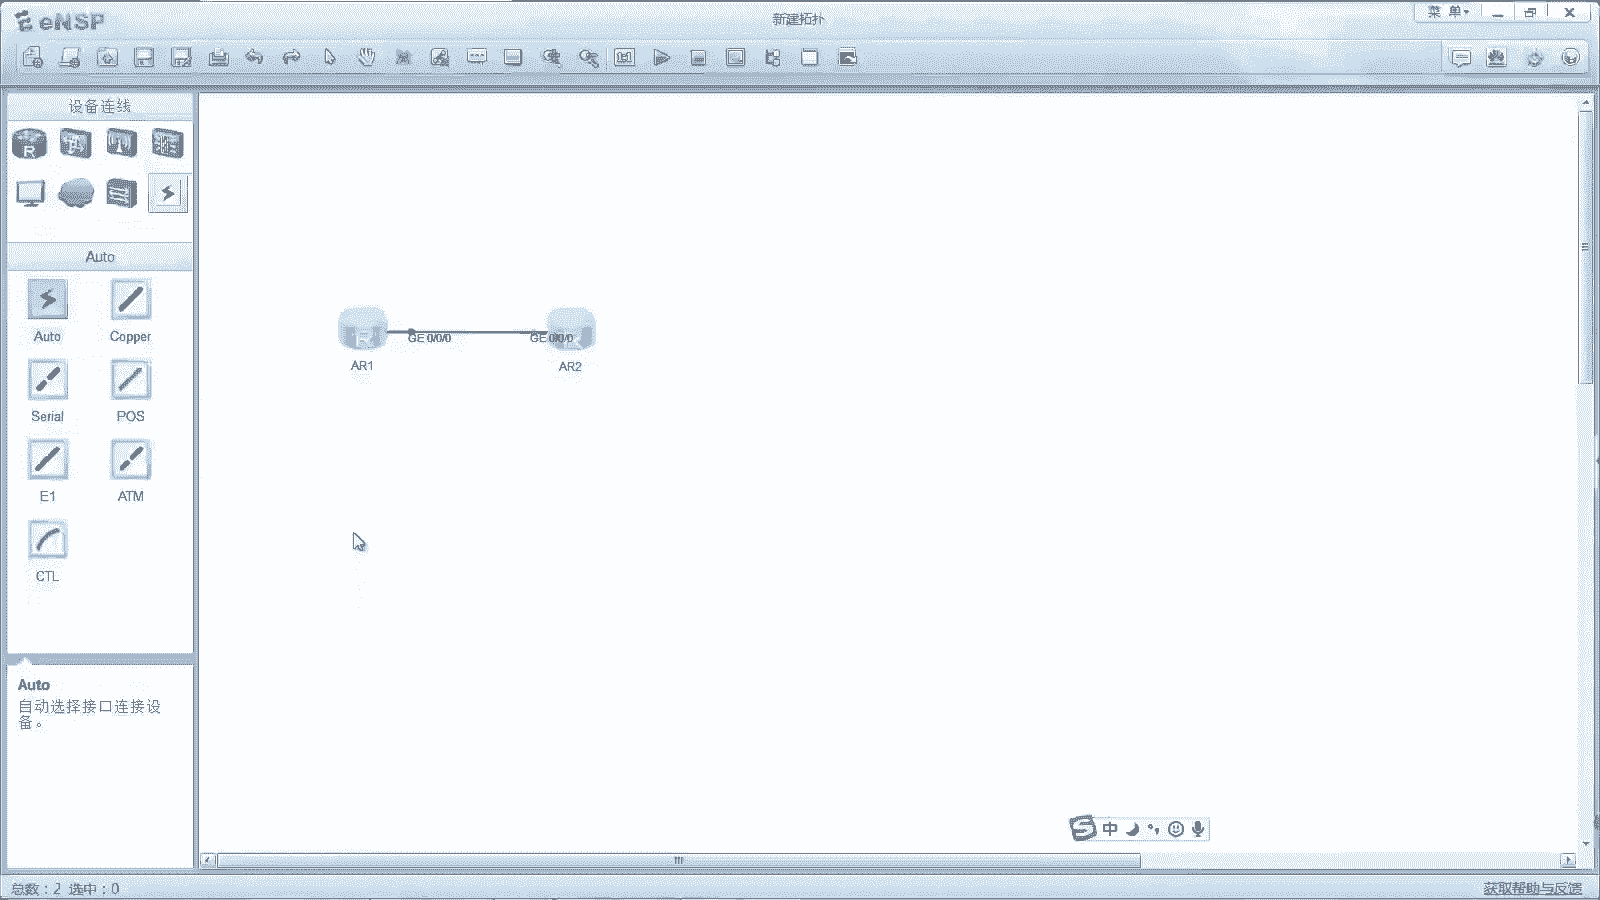 eNSP
新建拓扑
菜 单
设备连线
R
1:1
Auto
Auto
Copper
Serial
POS
E1
ATM
CTL
GE 0/0/0
GE 0/0/0
AR1
AR2
Auto
自动选择接口连接设
备。
中
总数：2 选中：0
获取帮助与反馈